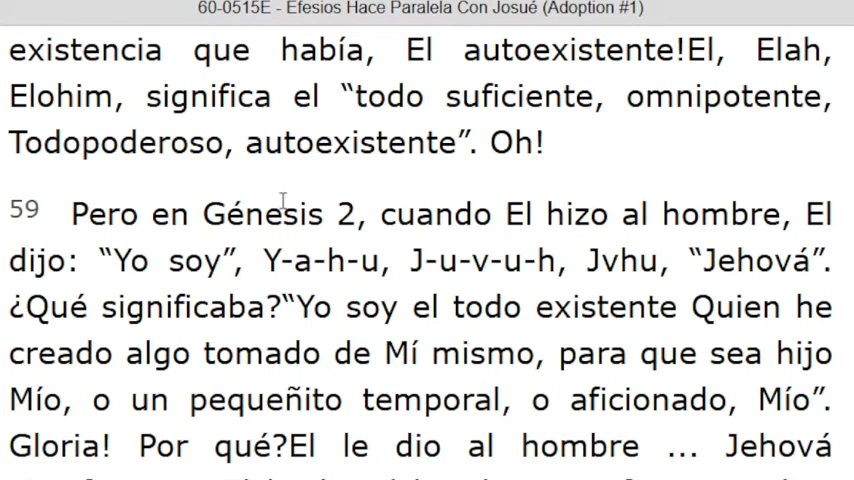 60-0515E - Efesios Hace Paralela Con Josué (Adoption #1)
existencia que había, El autoexistente!El, Elah,
Elohim, significa el “todo suficiente, omnipotente,
Todopoderoso, autoexistente”. Oh!
59 Pero en Génesis 2, cuando El hizo al hombre, El
dijo: “Yo soy”, Y-a-h-u, J-u-v-u-h, Jvhu, “Jehová”.
¿Qué significaba?“Yo soy el todo existente Quien he
creado algo tomado de Mí mismo, para que sea hijo
Mío, o un pequeñito temporal, o aficionado, Mío”.
Gloria! Por qué?El le dio al hombre ... Jehová